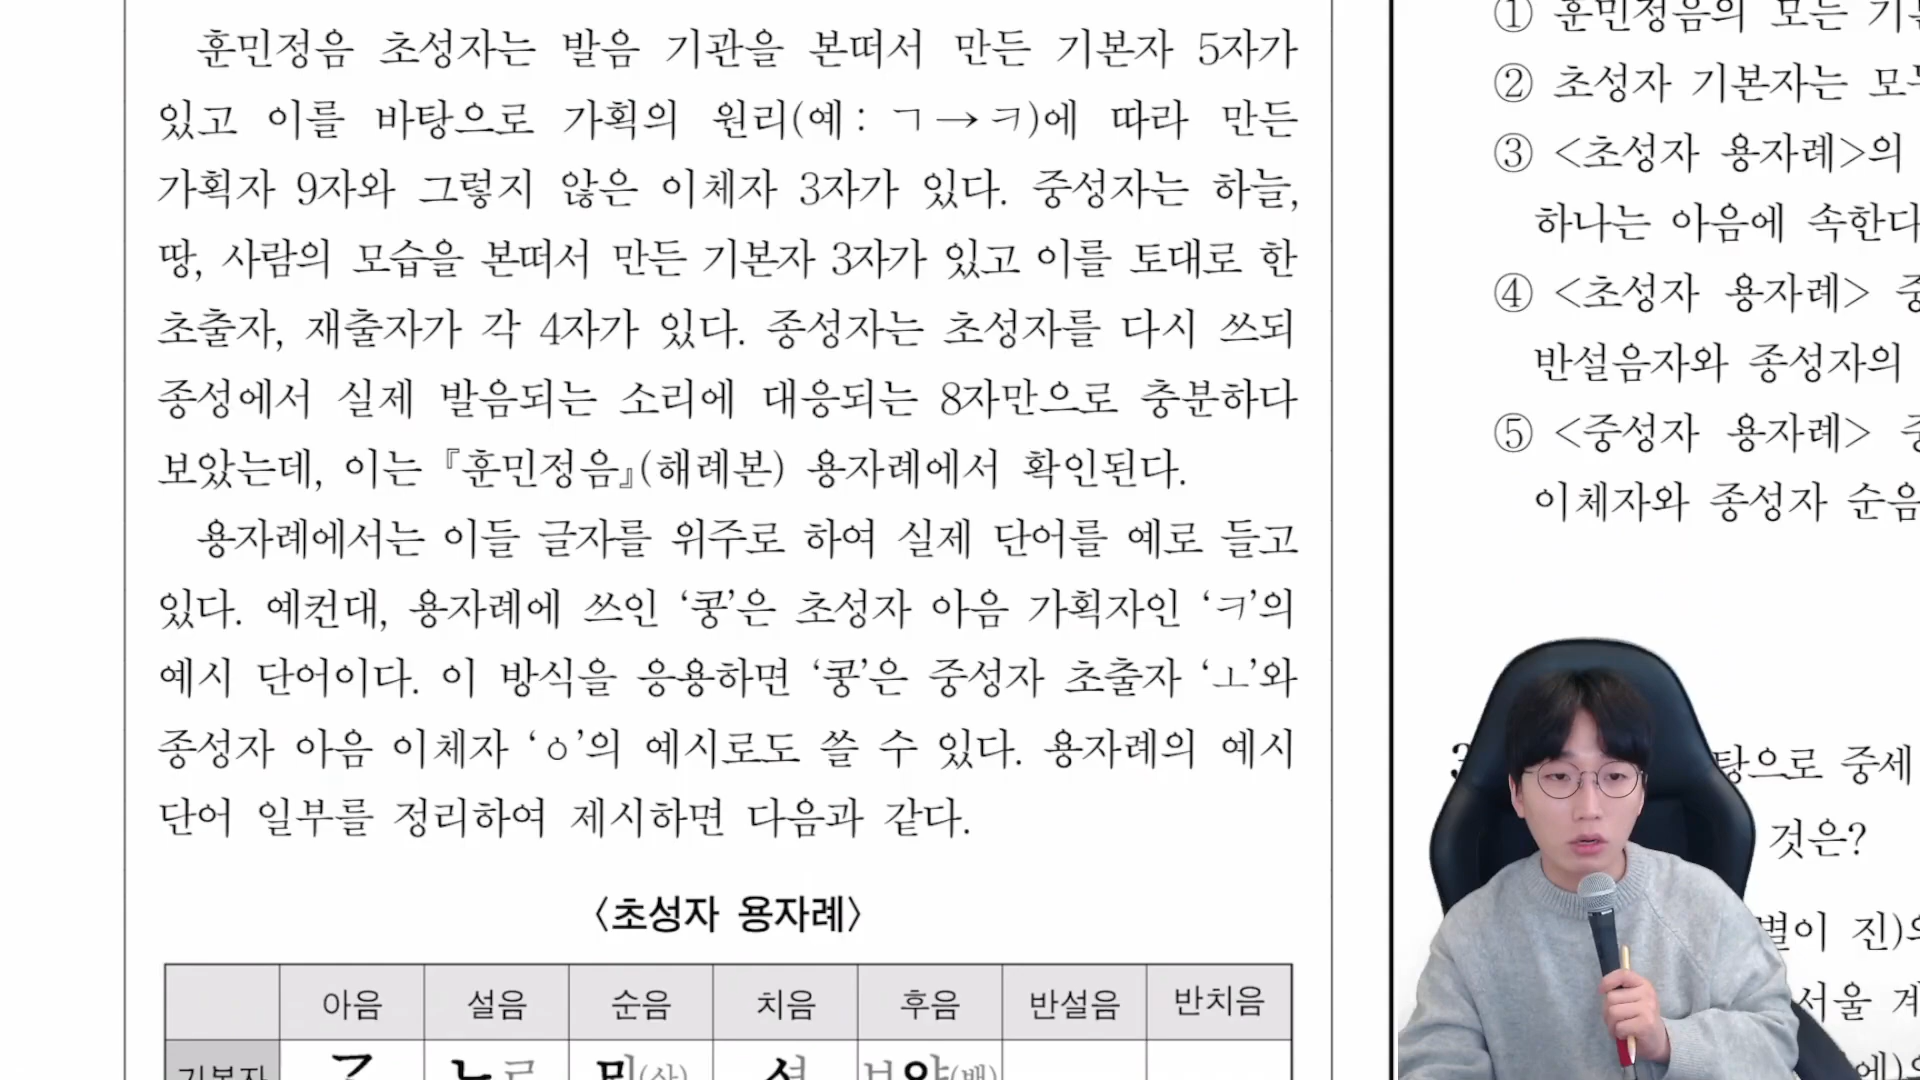 훈민정음 초성자는 발음 기관을 본떠서 만든 기본자 5자가
있고 이를 바탕으로 가획의 원리(예: ㄱ→ㅋ)에 따라 만든
가획자 9자와 그렇지 않은 이체자 3자가 있다. 중성자는 하늘,
땅, 사람의 모습을 본떠서 만든 기본자 3자가 있고 이를 토대로 한
초출자, 재출자가 각 4자가 있다. 종성자는 초성자를 다시 쓰되
종성에서 실제 발음되는 소리에 대응되는 8자만으로 충분하다
보았는데, 이는 『훈민정음』(해례본) 용자례에서 확인된다.
용자례에서는 이들 글자를 위주로 하여 실제 단어를 예로 들고
있다. 예컨대, 용자례에 쓰인 ‘콩’은 초성자 아음 가획자인 ‘ㅋ’의
예시 단어이다. 이 방식을 응용하면 ‘콩’은 중성자 초출자 ‘ㅗ’와
종성자 아음 이체자 ‘ㆁ’의 예시로도 쓸 수 있다. 용자례의 예시
단어 일부를 정리하여 제시하면 다음과 같다.
〈초성자 용자례〉
아음 설음 순음 치음 후음 반설음 반치음
기본자
① 훈민정음의 모든
② 초성자 기본자는
③ <초성자 용자례>의
하나는 아음에 속한다
④ <초성자 용자례>
반설음자와 종성자의
⑤ <중성자 용자례>
이체자와 종성자 순음
중세
것은?
진)
서울